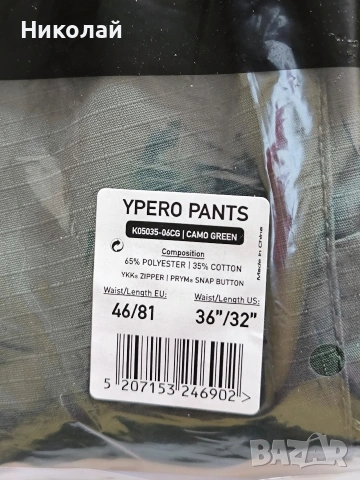 Николай
YPERO PANTS
K05035-06CG | CAMO GREEN
Composition
65% POLYESTER | 35% COTTON
YKK® ZIPPER | PRYM® SNAP BUTTON
Waist/Length EU: Waist/Length US:
46/81 36"/32"
5 207153 246902 >
Made in China
BAZAR
bg